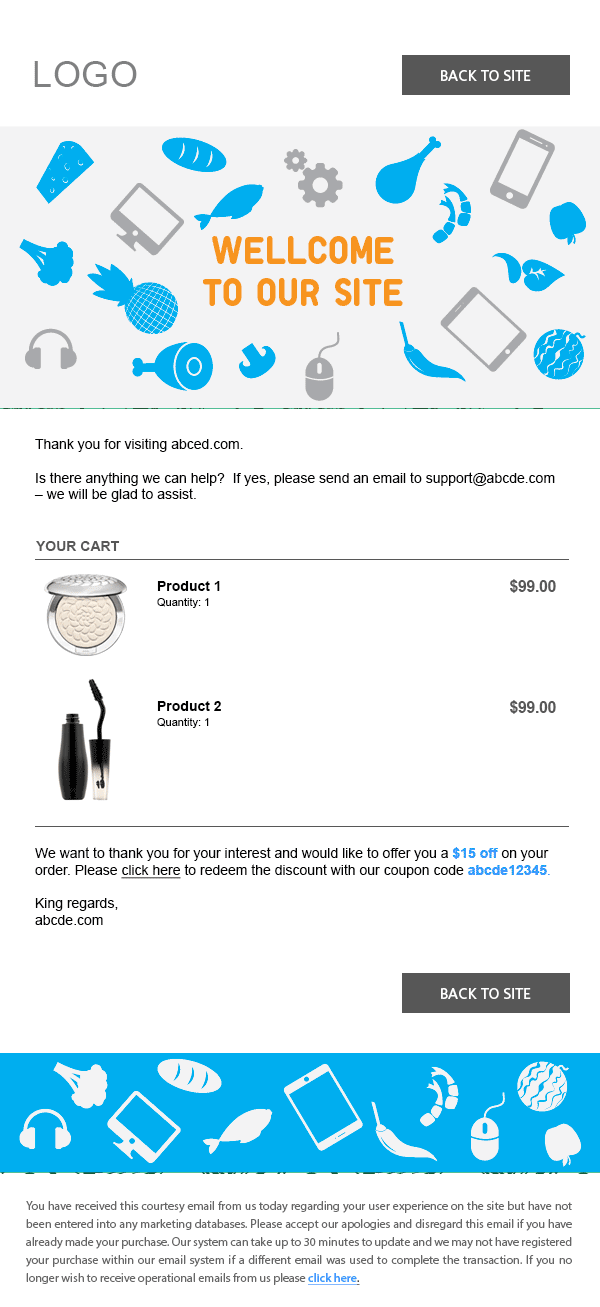 LOGO
BACK TO SITE
WELLCOME
TO OUR SITE
Thank you for visiting abced.com.
Is there anything we can help?  If yes, please send an email to support@abcde.com
– we will be glad to assist.
YOUR CART
Product 1
$99.00
Quantity: 1
Product 2
$99.00
Quantity: 1
We want to thank you for your interest and would like to offer you a $15 off on your
order. Please click here to redeem the discount with our coupon code abcde12345.
King regards,
abcde.com
BACK TO SITE
You have received this courtesy email from us today regarding your user experience on the site but have not
been entered into any marketing databases. Please accept our apologies and disregard this email if you have
already made your purchase. Our system can take up to 30 minutes to update and we may not have registered
your purchase within our email system if a different email was used to complete the transaction. If you no
longer wish to receive operational emails from us please click here.